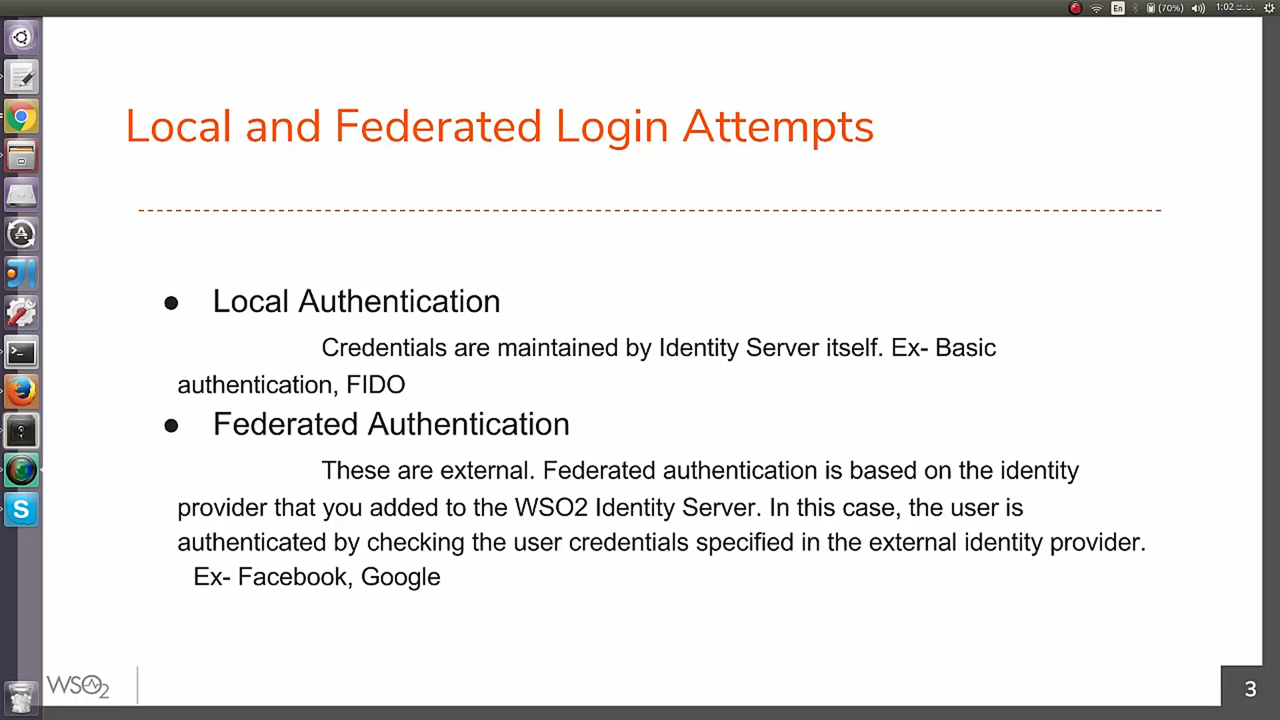 En (70%) 1:02
Local and Federated Login Attempts
● Local Authentication
Credentials are maintained by Identity Server itself. Ex- Basic
authentication, FIDO
● Federated Authentication
These are external. Federated authentication is based on the identity
provider that you added to the WSO2 Identity Server. In this case, the user is
authenticated by checking the user credentials specified in the external identity provider.
Ex- Facebook, Google
WSO2
3